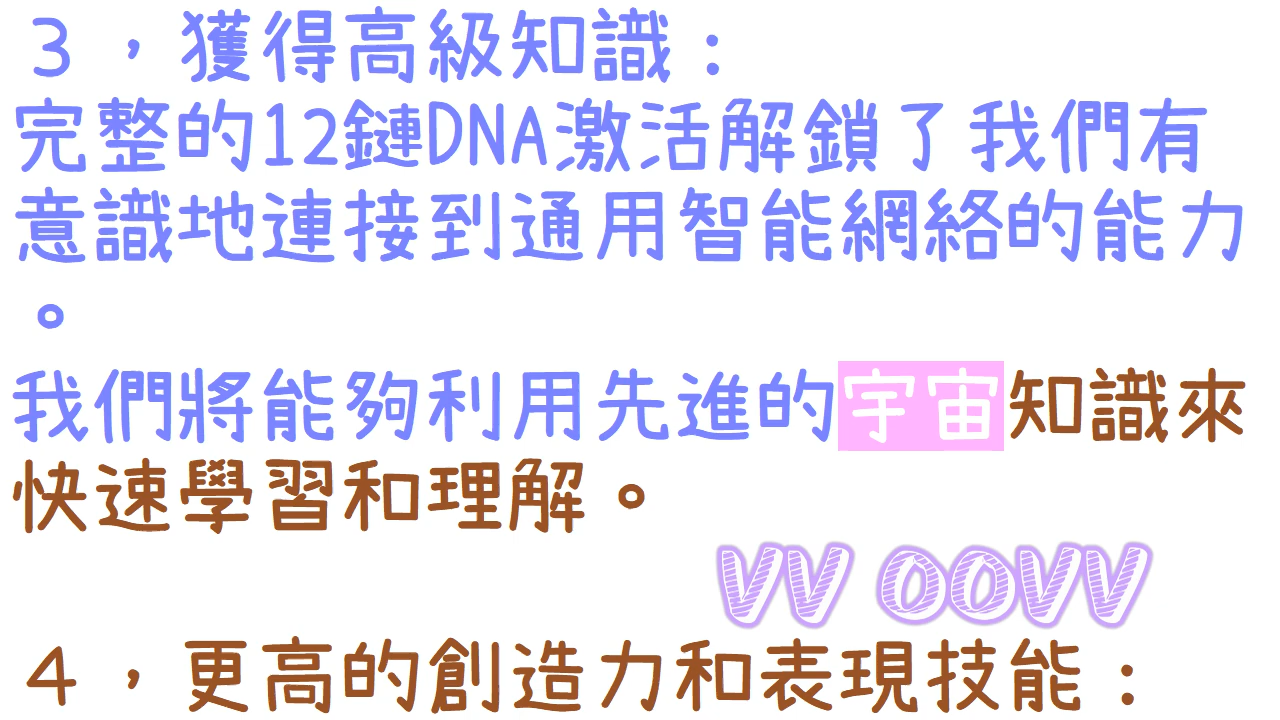 3，獲得高級知識：
完整的12鏈DNA激活解鎖了我們有
意識地連接到通用智能網絡的能力
。
我們將能夠利用先進的宇宙知識來
快速學習和理解。
VV OOVV
4，更高的創造力和表現技能：